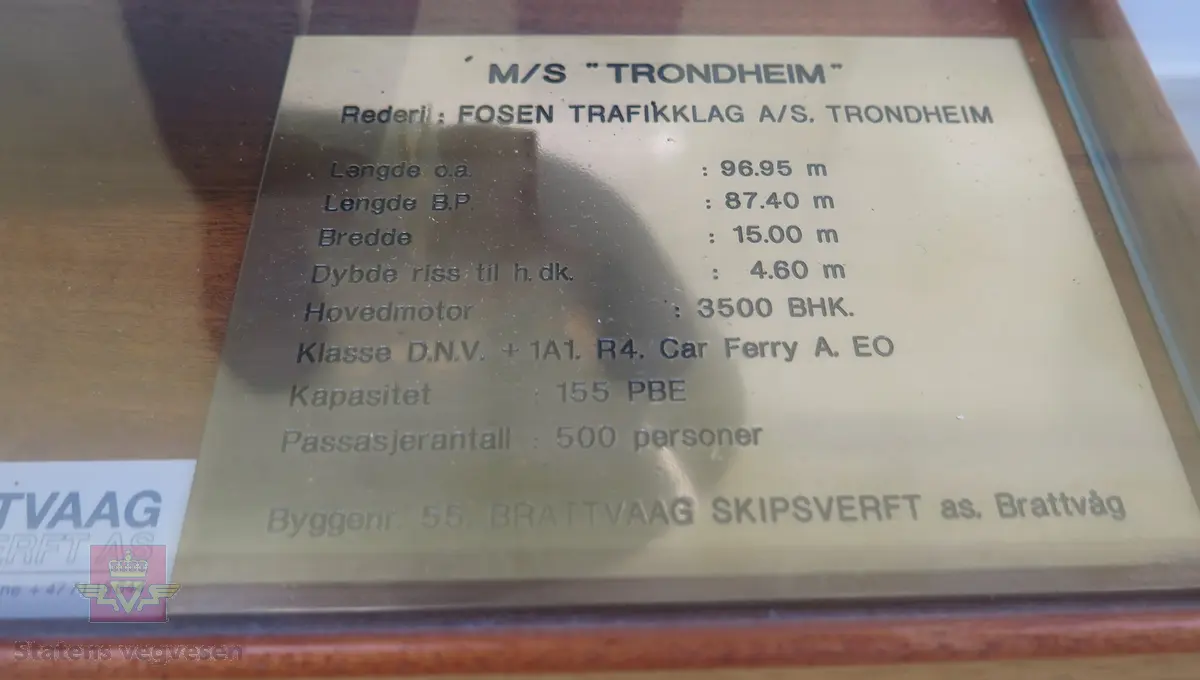 M/S "TRONDHEIM"
Rederi : FOSEN TRAFIKKLAG A/S. TRONDHEIM
Lengde o.a. : 96.95 m
Lengde B.P. : 87.40 m
Bredde : 15.00 m
Dybde riss til h. dk. : 4.60 m
Hovedmotor : 3500 BHK.
Klasse D.N.V. + 1A1. R4. Car Ferry A. EO
Kapasitet : 155 PBE
Passasjerantall : 500 personer
Byggenr. 55. BRATTVAAG SKIPSVERFT as. Brattvåg
TVAAG
ERFT AS
Statens vegvesen